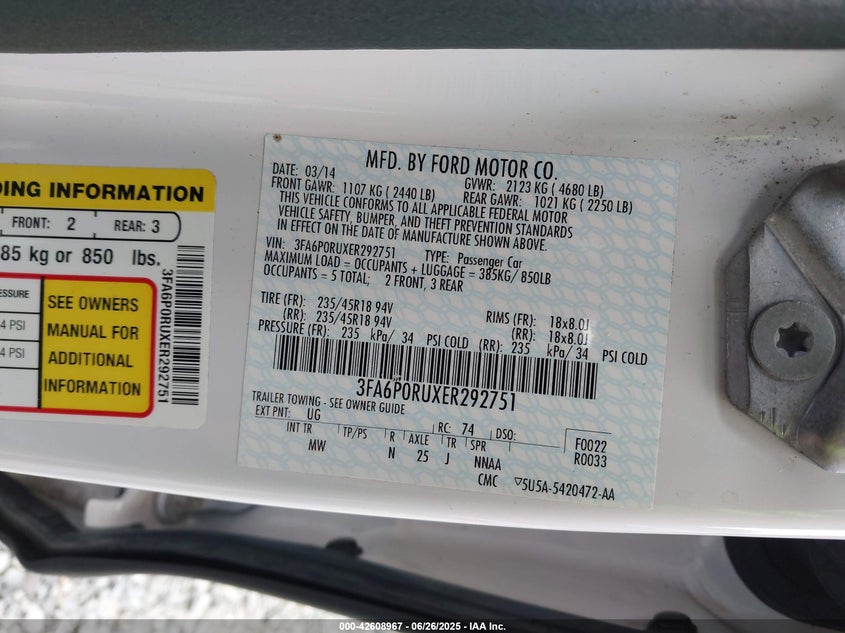 DING INFORMATION
FRONT: 2 REAR: 3
85 kg or 850 lbs.
ESSURE
4 PSI
4 PSI
SEE OWNERS
MANUAL FOR
ADDITIONAL
INFORMATION
3FA6P0RUXER292751
MFD. BY FORD MOTOR CO.
DATE: 03/14 GVWR: 2123 KG ( 4680 LB)
FRONT GAWR: 1107 KG ( 2440 LB) REAR GAWR: 1021 KG ( 2250 LB)
THIS VEHICLE CONFORMS TO ALL APPLICABLE FEDERAL MOTOR
VEHICLE SAFETY, BUMPER, AND THEFT PREVENTION STANDARDS
IN EFFECT ON THE DATE OF MANUFACTURE SHOWN ABOVE.
VIN: 3FA6P0RUXER292751 TYPE: Passenger Car
MAXIMUM LOAD = OCCUPANTS + LUGGAGE = 385KG/ 850LB
OCCUPANTS = 5 TOTAL; 2 FRONT, 3 REAR
TIRE (FR): 235/45R18 94V RIMS (FR): 18x8.0J
(RR): 235/45R18 94V (RR): 18x8.0J
PRESSURE (FR): 235 kPa/ 34 PSI COLD (RR): 235 kPa/ 34 PSI COLD
3FA6P0RUXER292751
TRAILER TOWING - SEE OWNER GUIDE
EXT PNT: UG RC: 74 DSO: F0022
R0033
INT TR TP/PS R AXLE TR SPR
MW N 25 J NNAA
CMC ▽5U5A-5420472-AA
000-42608967 - 06/26/2025 - IAA Inc.